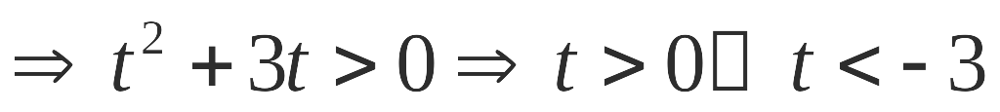 ⇒ t² + 3t > 0 ⇒ t > 0▯ t < - 3